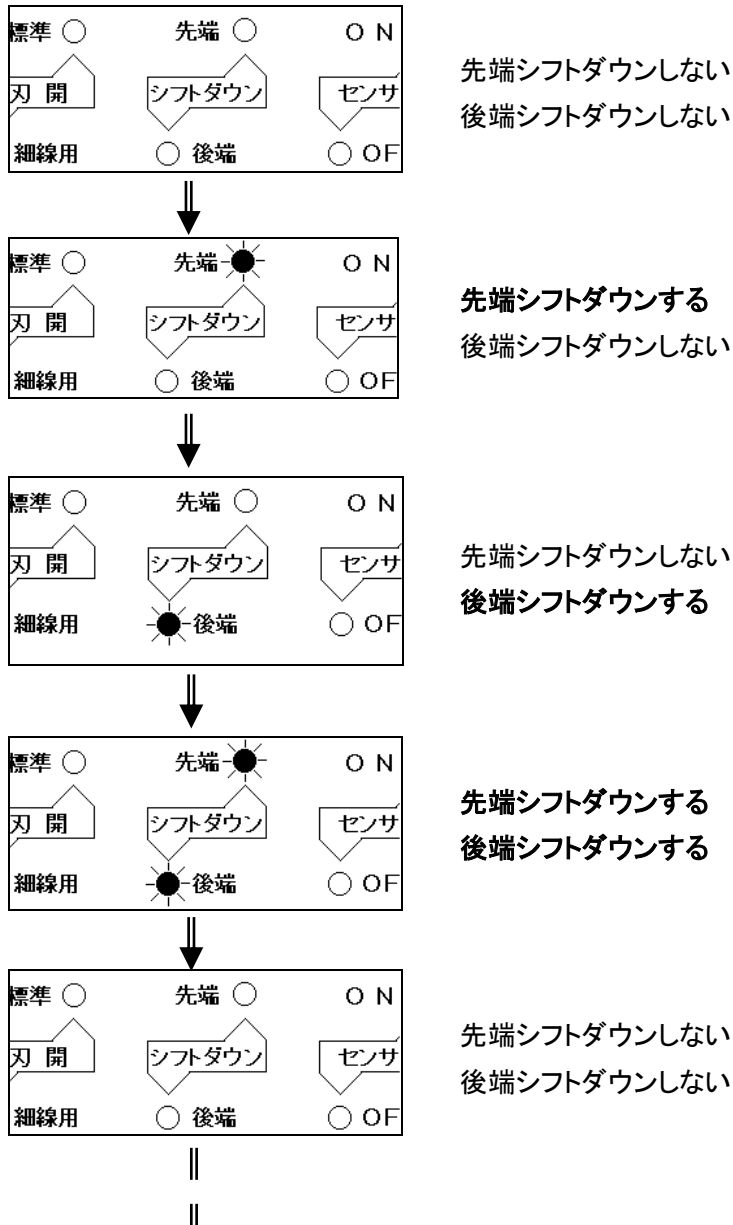 標準 先端 O N
刃 開 シフトダウン センサ
細線用 後端 OF
先端シフトダウンしない
後端シフトダウンしない
標準 先端 O N
刃 開 シフトダウン センサ
細線用 後端 OF
先端シフトダウンする
後端シフトダウンしない
標準 先端 O N
刃 開 シフトダウン センサ
細線用 後端 OF
先端シフトダウンしない
後端シフトダウンする
標準 先端 O N
刃 開 シフトダウン センサ
細線用 後端 OF
先端シフトダウンする
後端シフトダウンする
標準 先端 O N
刃 開 シフトダウン センサ
細線用 後端 OF
先端シフトダウンしない
後端シフトダウンしない